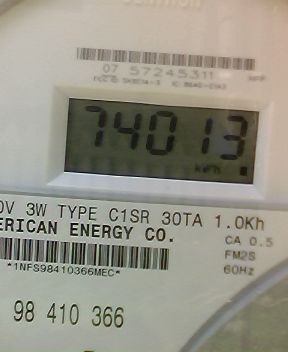 07 57245311
74013
kWh
0V 3W TYPE C1SR 30TA 1.0Kh
ERICAN ENERGY CO.
CA 0.5
FM2S
60Hz
*1NFS98410366MEC*
98 410 366